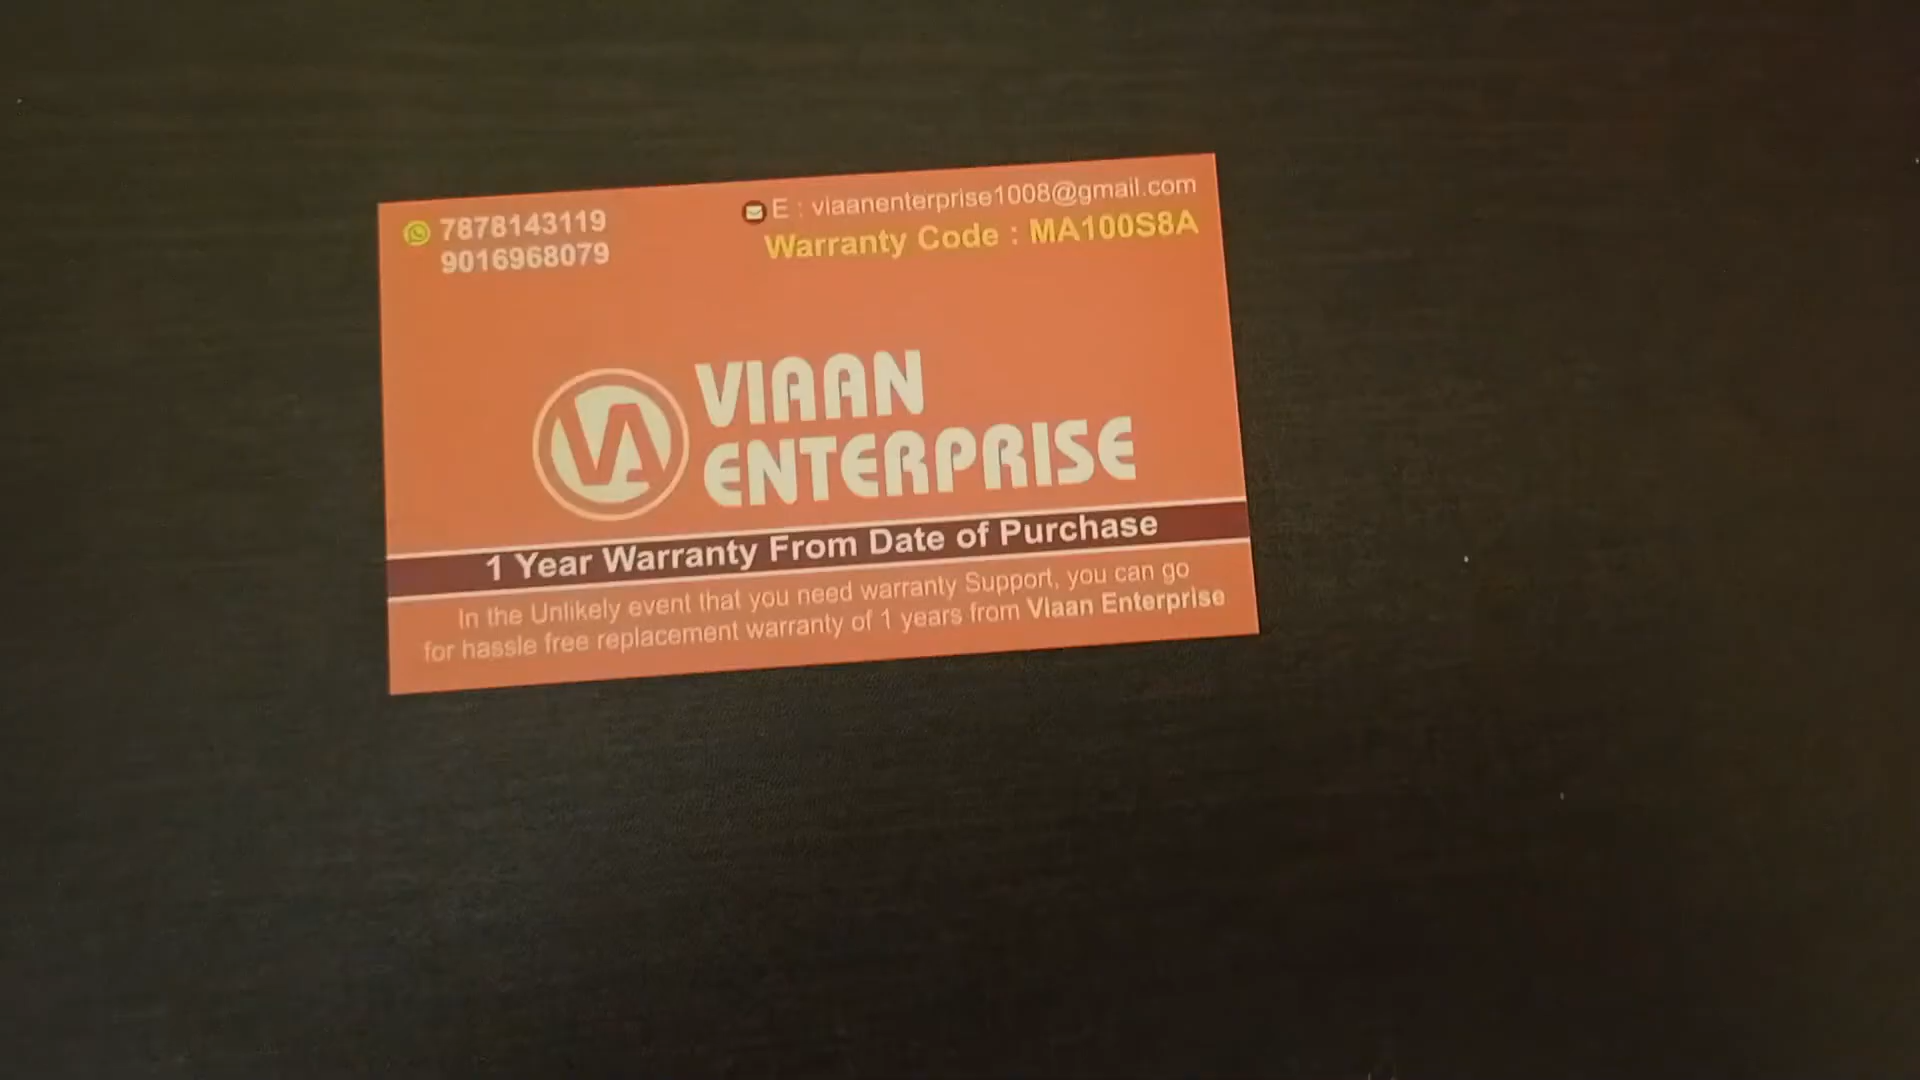 7878143119
9016968079
E : viaanenterprise1008@gmail.com
Warranty Code : MA100S8A
VA
VIAAN
ENTERPRISE
1 Year Warranty From Date of Purchase
In the Unlikely event that you need warranty Support, you can go
for hassle free replacement warranty of 1 years from Viaan Enterprise